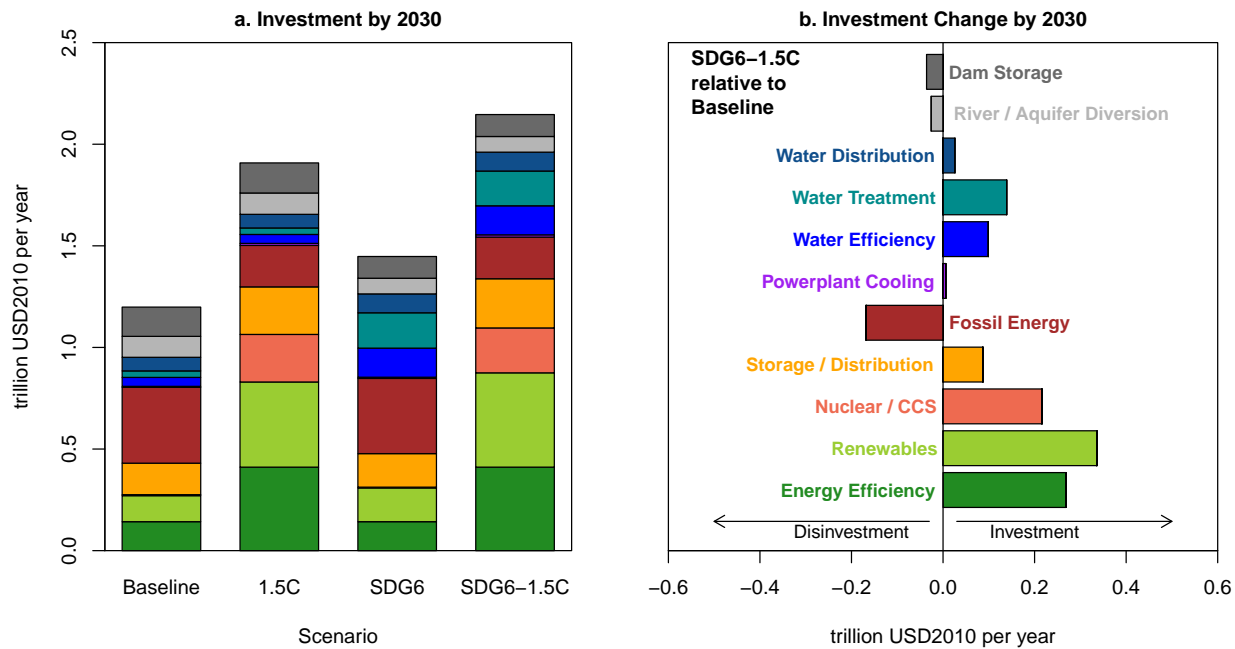 a. Investment by 2030
trillion USD2010 per year
2.5
2.0
1.5
1.0
0.5
0.0
Baseline
1.5C
SDG6
SDG6−1.5C
Scenario
b. Investment Change by 2030
SDG6−1.5C
relative to
Baseline
Dam Storage
River / Aquifer Diversion
Water Distribution
Water Treatment
Water Efficiency
Powerplant Cooling
Fossil Energy
Storage / Distribution
Nuclear / CCS
Renewables
Energy Efficiency
Disinvestment
Investment
−0.6
−0.4
−0.2
0.0
0.2
0.4
0.6
trillion USD2010 per year